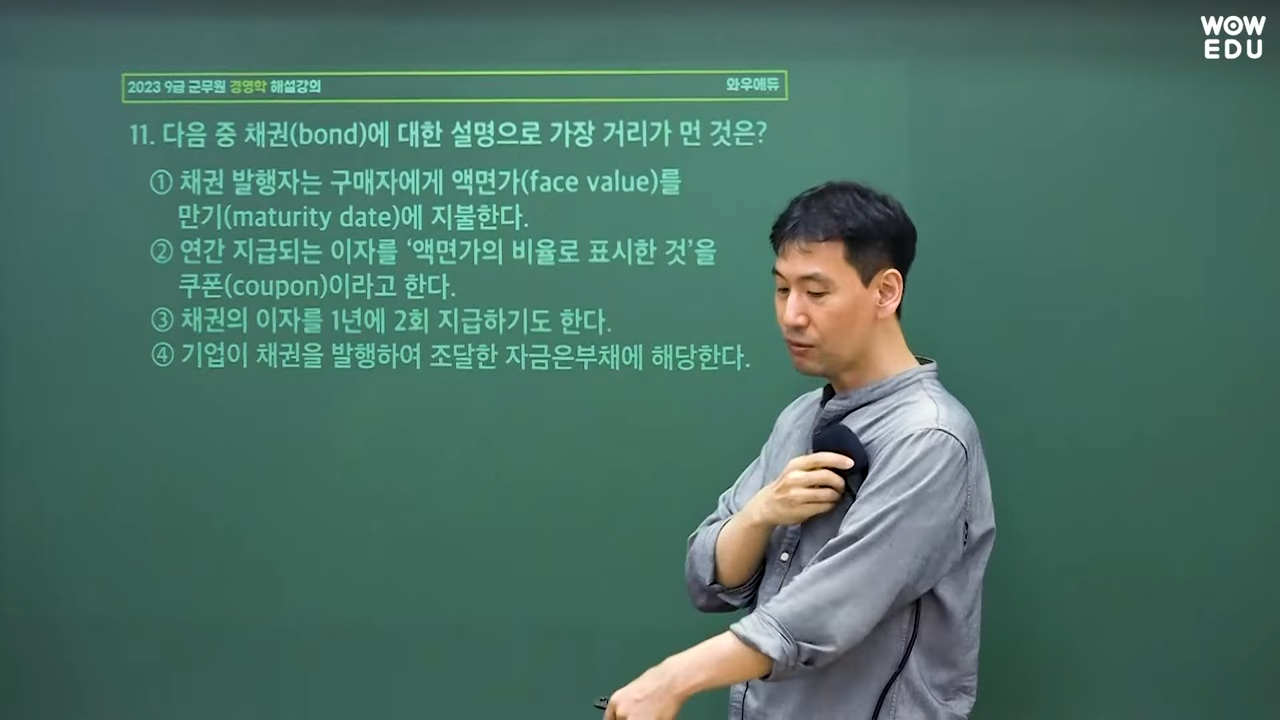 WOW
EDU
2023 9급 군무원 경영학 해설강의 와우에듀
11. 다음 중 채권(bond)에 대한 설명으로 가장 거리가 먼 것은?
① 채권 발행자는 구매자에게 액면가(face value)를
만기(maturity date)에 지불한다.
② 연간 지급되는 이자를 ‘액면가의 비율로 표시한 것’을
쿠폰(coupon)이라고 한다.
③ 채권의 이자를 1년에 2회 지급하기도 한다.
④ 기업이 채권을 발행하여 조달한 자금은부채에 해당한다.